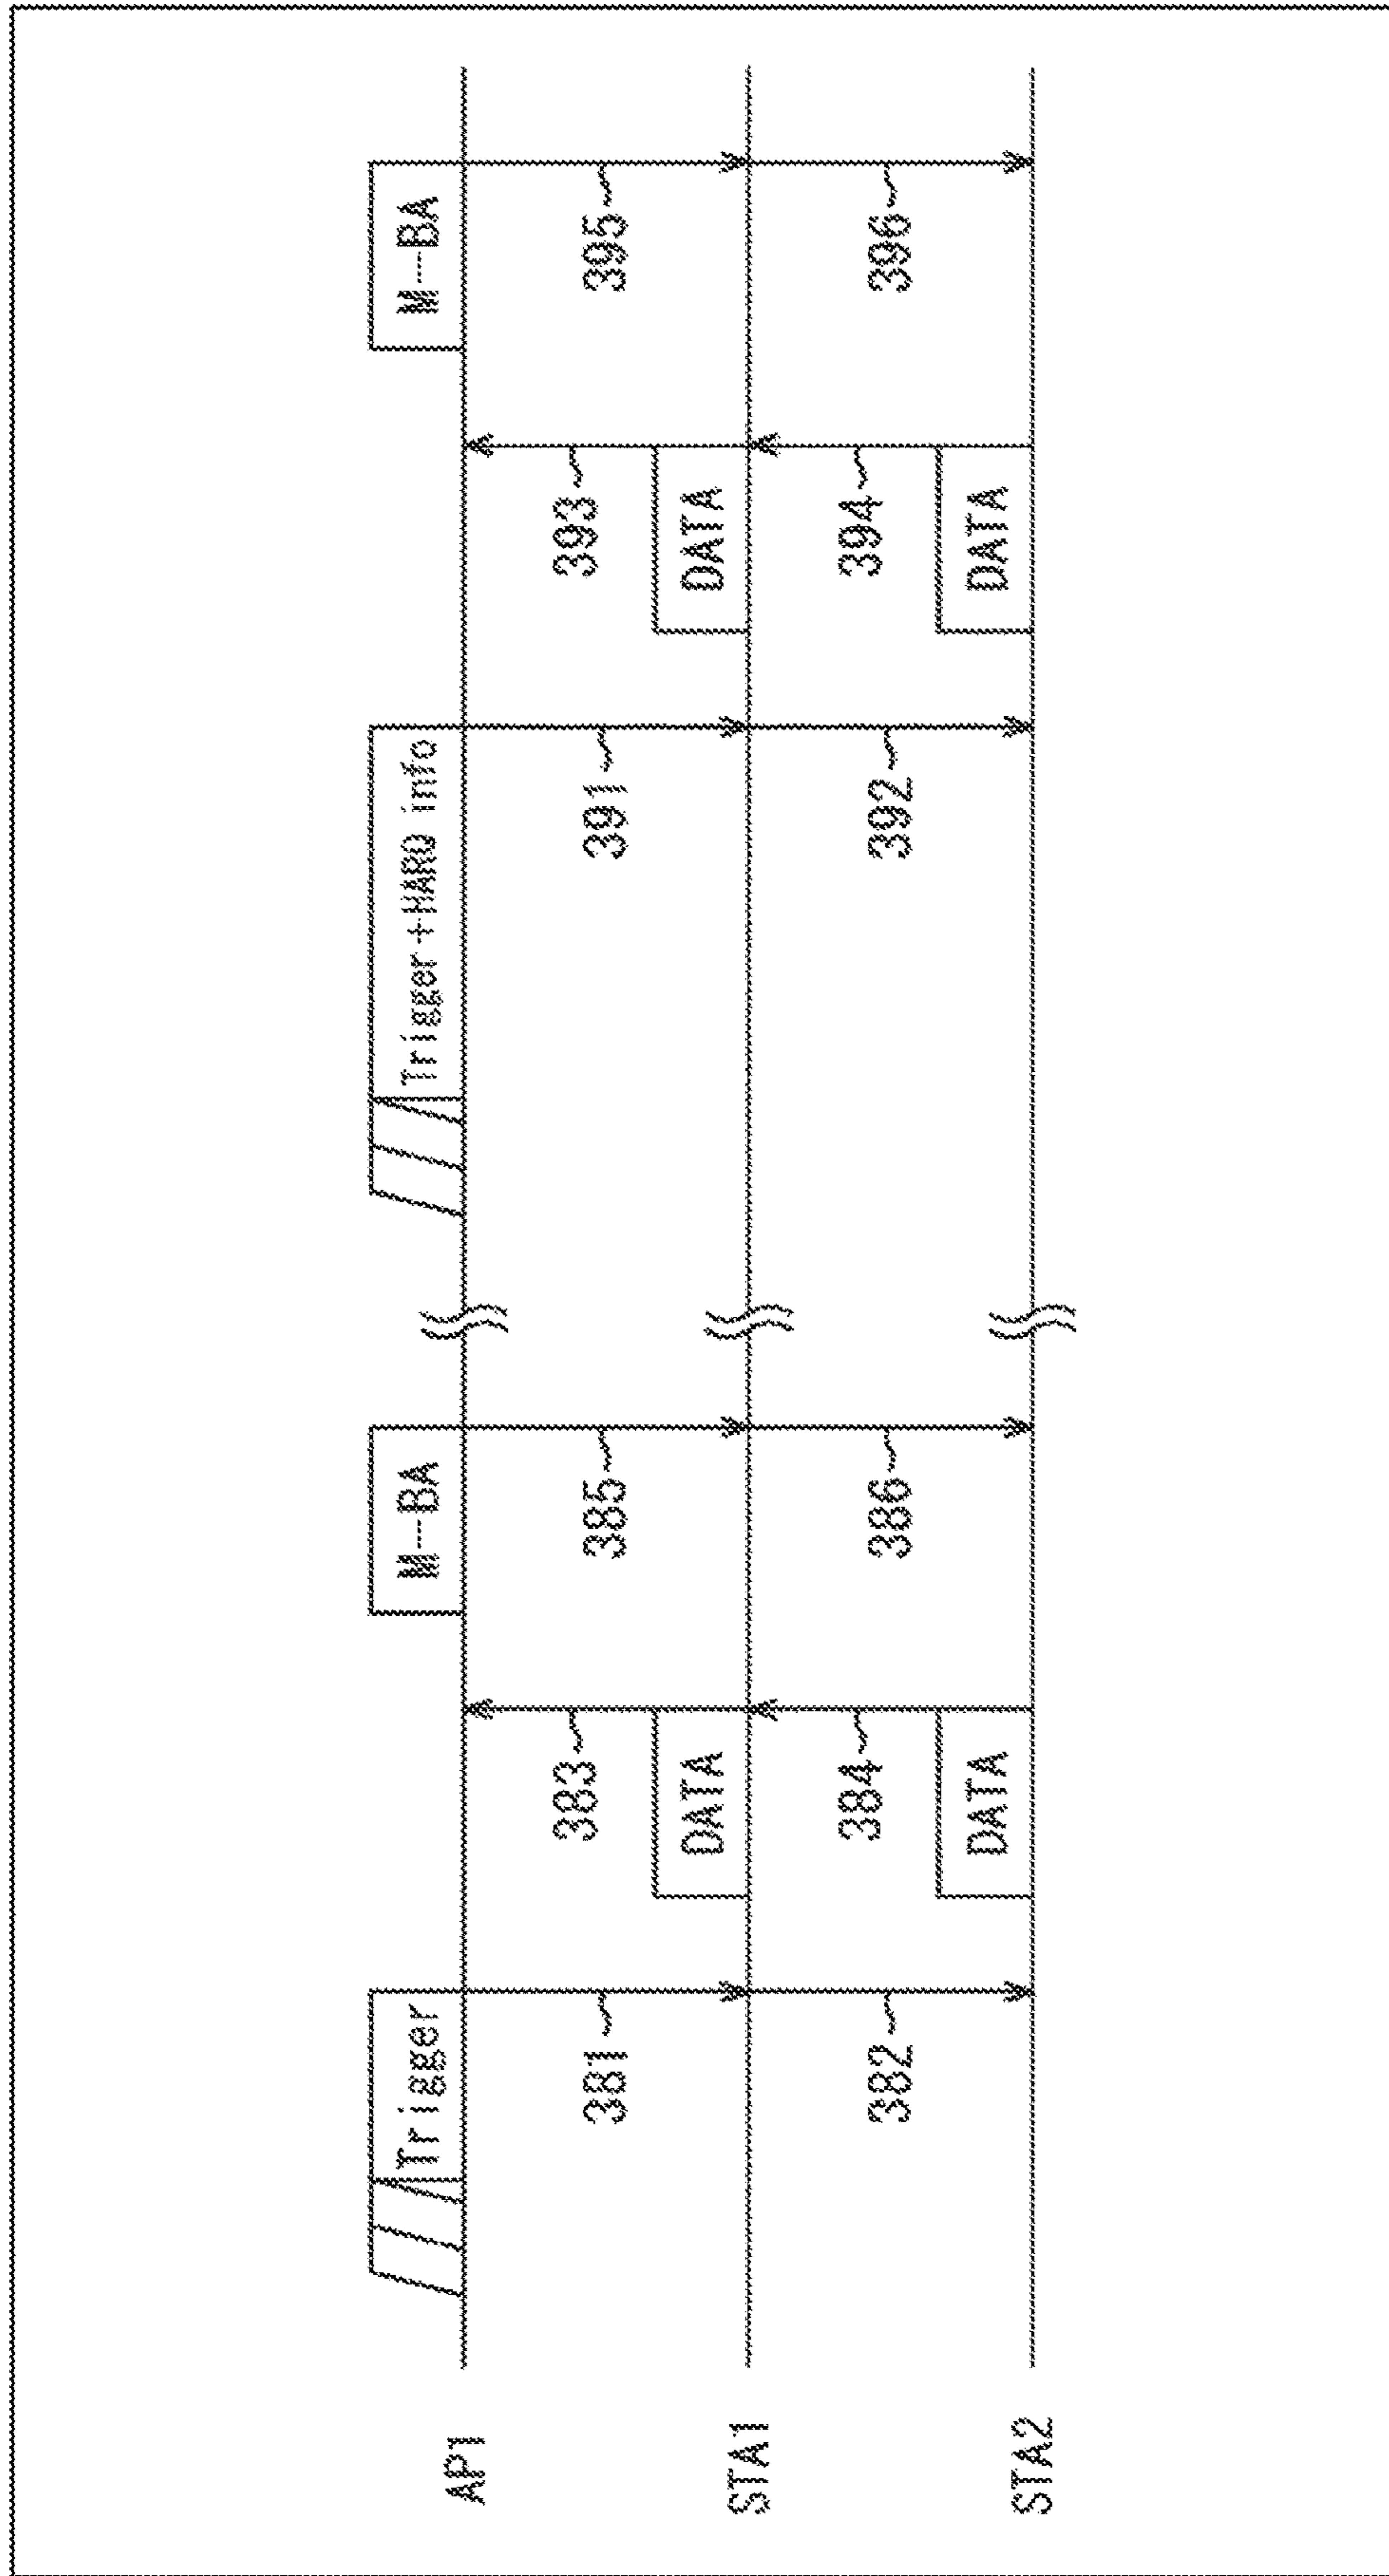 AP1
STA1
STA2
Trigger
M-BA
Trigger+HARQ info
M-BA
381
383
385
391
393
395
DATA
DATA
382
384
386
392
394
396
DATA
DATA